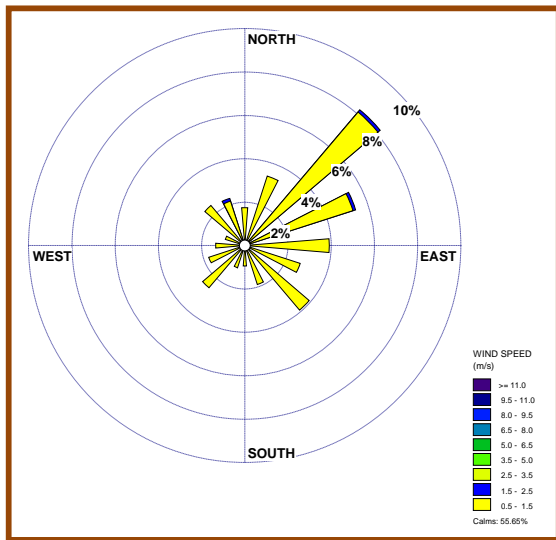 NORTH
10%
8%
6%
4%
2%
WEST
EAST
SOUTH
WIND SPEED
(m/s)
>= 11.0
9.5 - 11.0
8.0 - 9.5
6.5 - 8.0
5.0 - 6.5
3.5 - 5.0
2.5 - 3.5
1.5 - 2.5
0.5 - 1.5
Calms: 55.65%